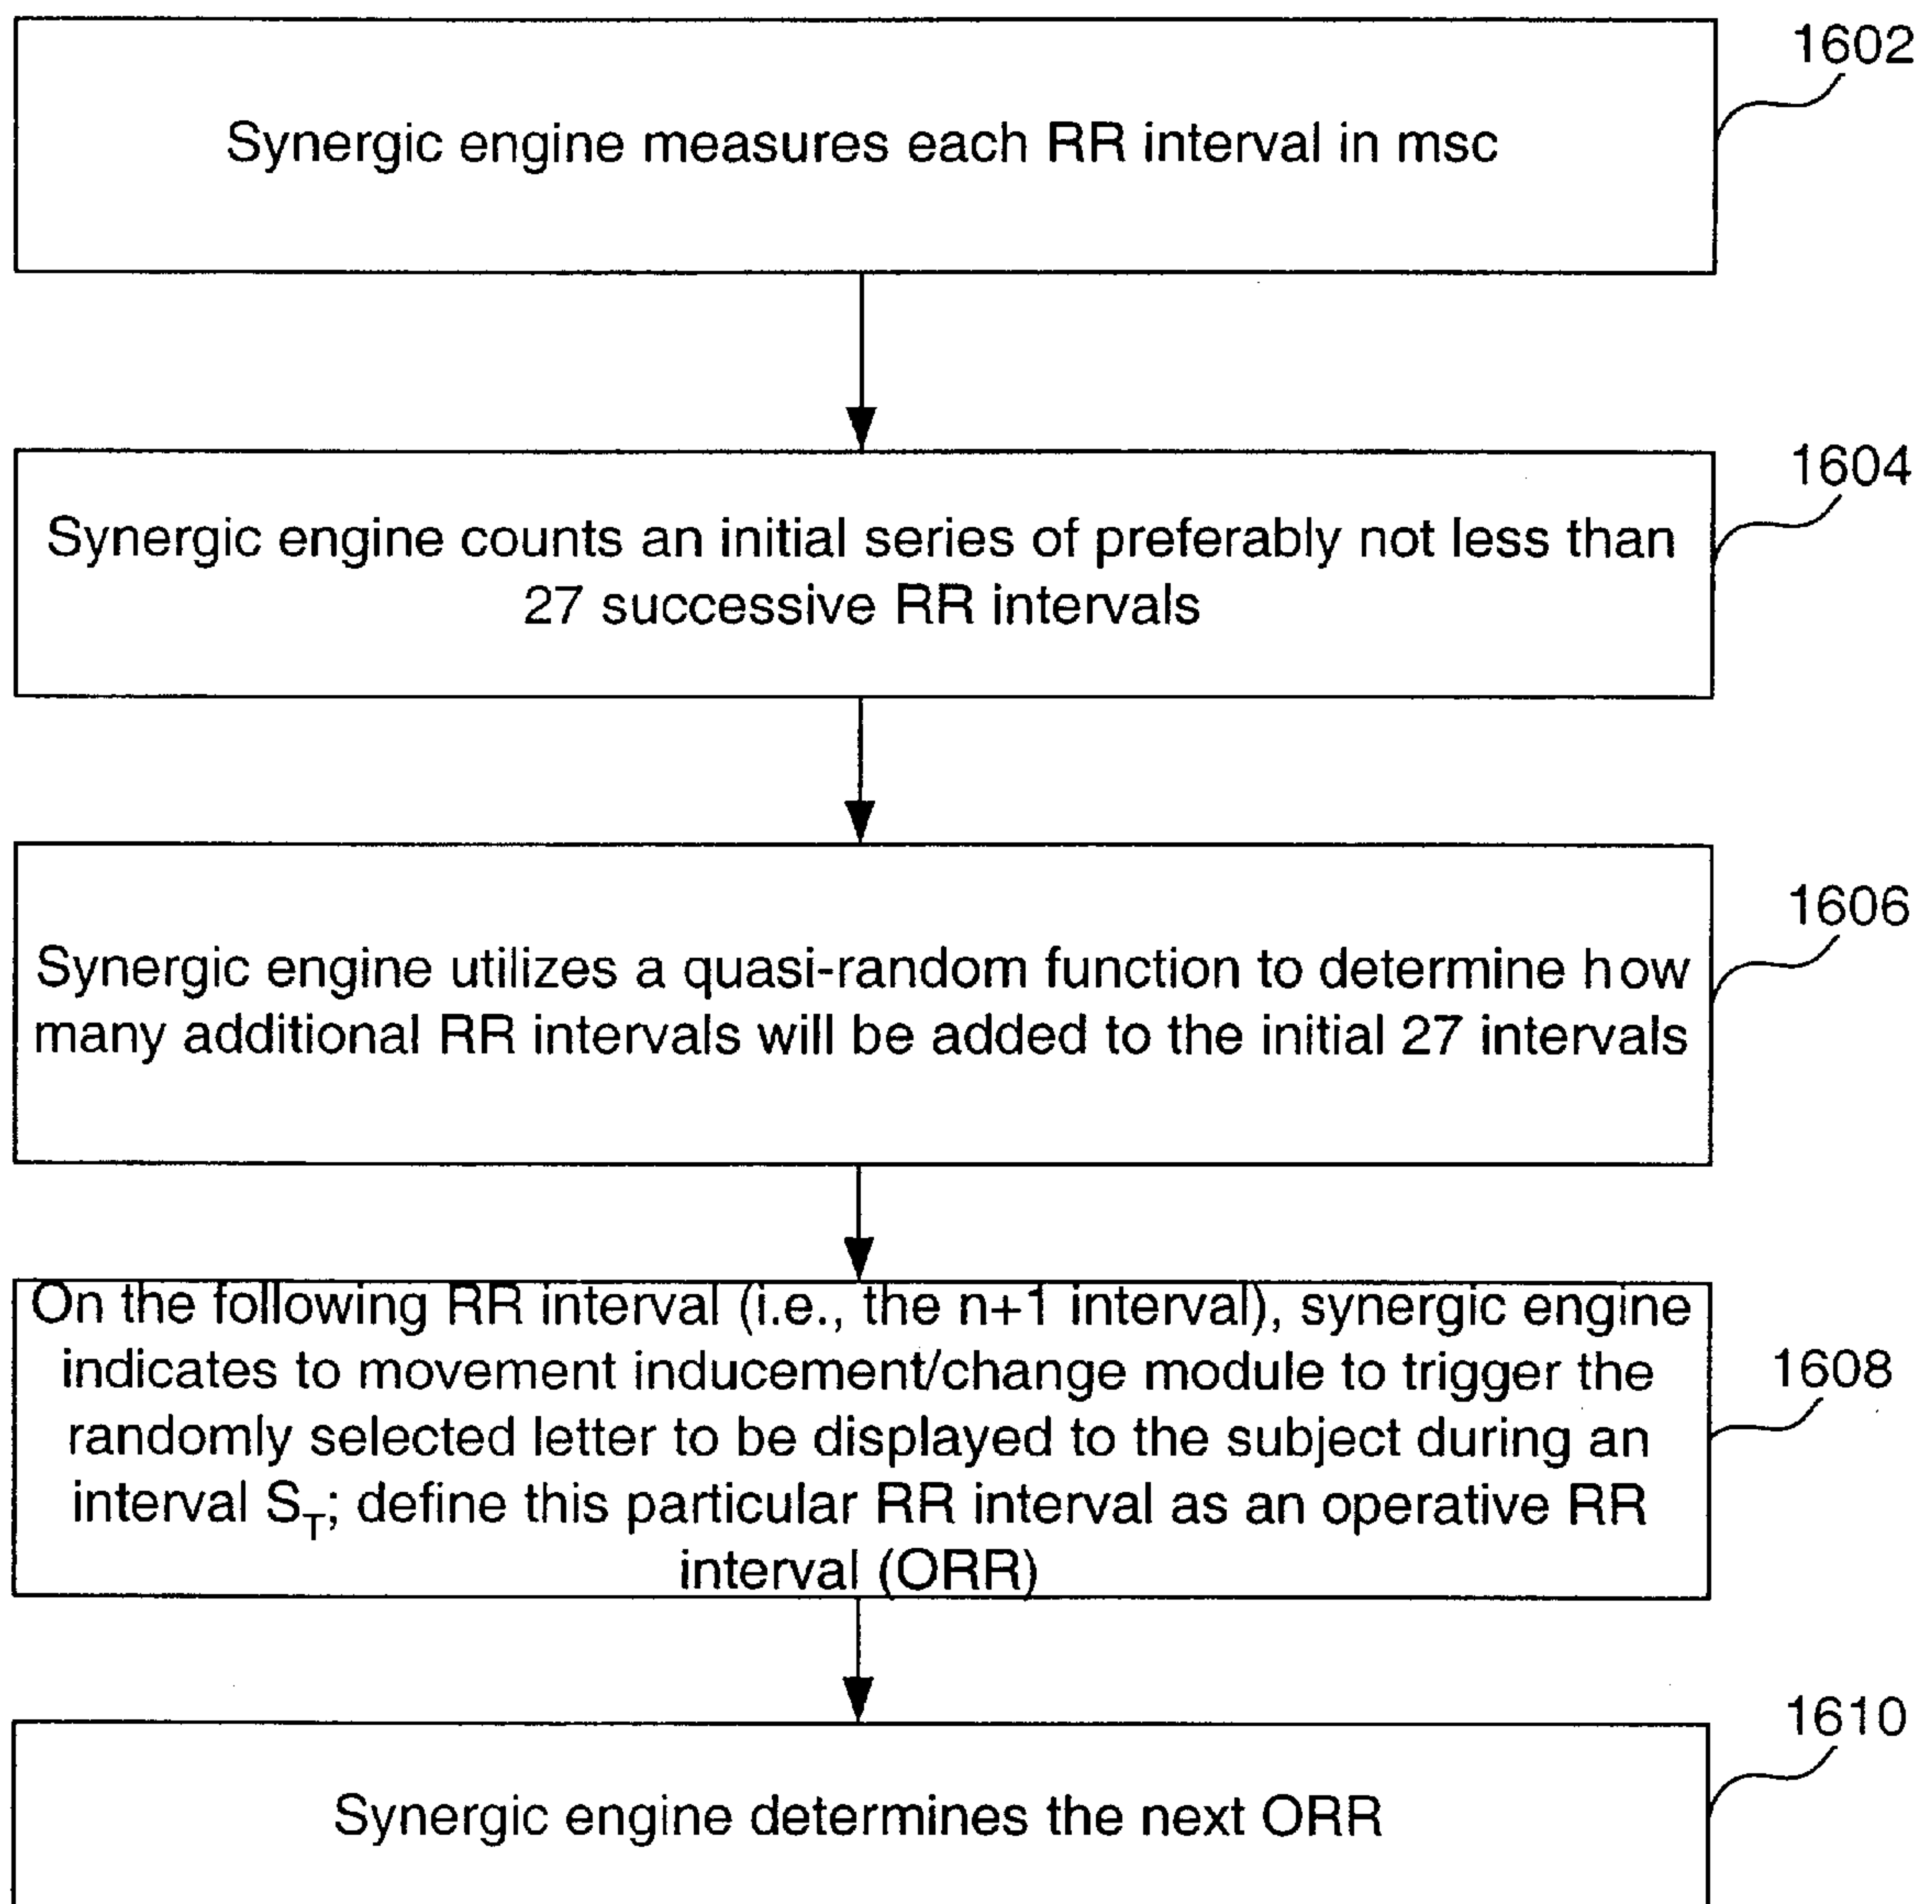 1602
Synergic engine measures each RR interval in msc
1604
Synergic engine counts an initial series of preferably not less than
27 successive RR intervals
1606
Synergic engine utilizes a quasi-random function to determine how
many additional RR intervals will be added to the initial 27 intervals
On the following RR interval (i.e., the n+1 interval), synergic engine
indicates to movement inducement/change module to trigger the
1608
randomly selected letter to be displayed to the subject during an
interval S_T; define this particular RR interval as an operative RR
interval (ORR)
1610
Synergic engine determines the next ORR